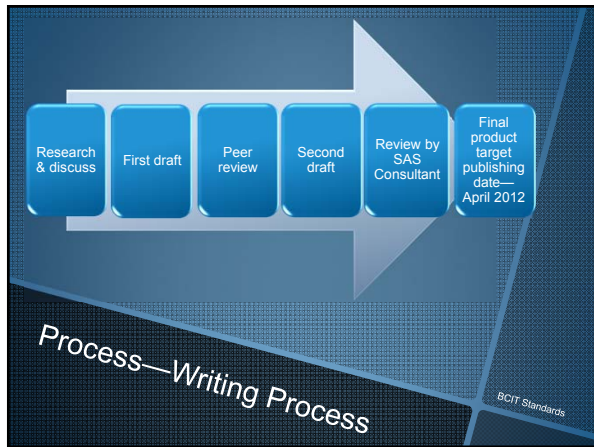 Research
& discuss
First draft
Peer
review
Second
draft
Review by
SAS
Consultant
Final
product
target
publishing
date—
April 2012
Process—Writing Process
BCIT Standards